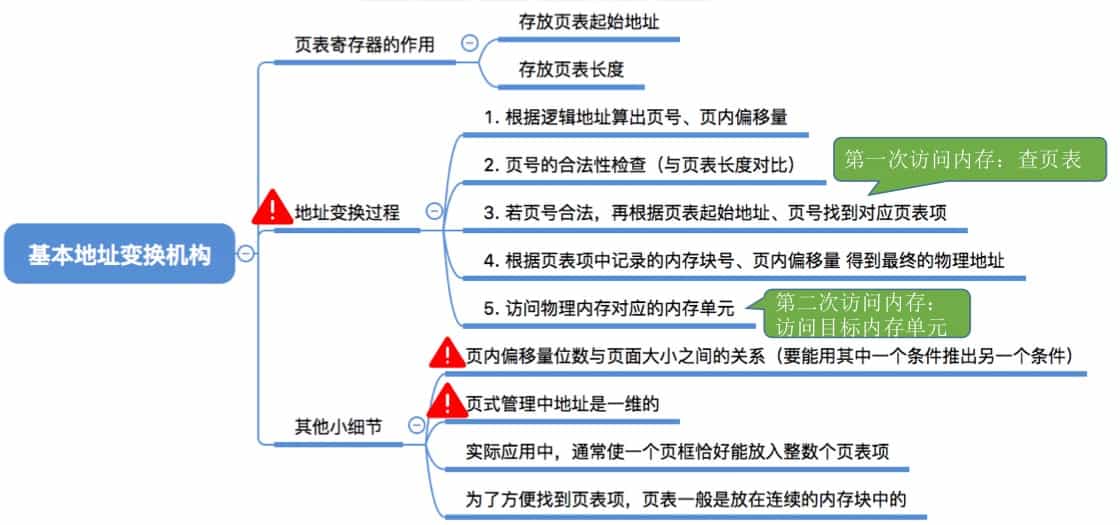 基本地址变换机构
页表寄存器的作用
存放页表起始地址
存放页表长度
地址变换过程
1. 根据逻辑地址算出页号、页内偏移量
2. 页号的合法性检查（与页表长度对比）
第一次访问内存：查页表
3. 若页号合法，再根据页表起始地址、页号找到对应页表项
4. 根据页表项中记录的内存块号、页内偏移量 得到最终的物理地址
5. 访问物理内存对应的内存单元
第二次访问内存：
访问目标内存单元
其他小细节
页内偏移量位数与页面大小之间的关系（要能用其中一个条件推出另一个条件）
页式管理中地址是一维的
实际应用中，通常使一个页框恰好能放入整数个页表项
为了方便找到页表项，页表一般是放在连续的内存块中的